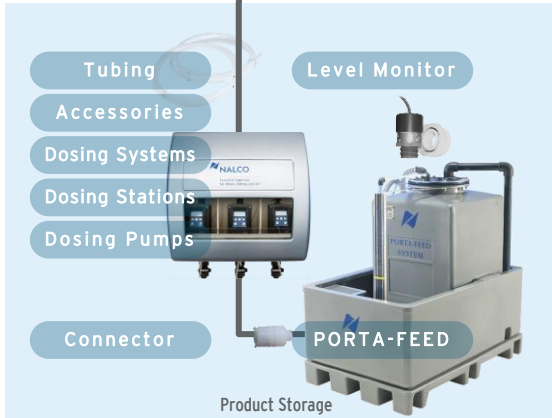 Tubing
Level Monitor
Accessories
Dosing Systems
NALCO
Dosing Stations
Dosing Pumps
PORTA-FEED
SYSTEM
Connector
PORTA-FEED
Product Storage